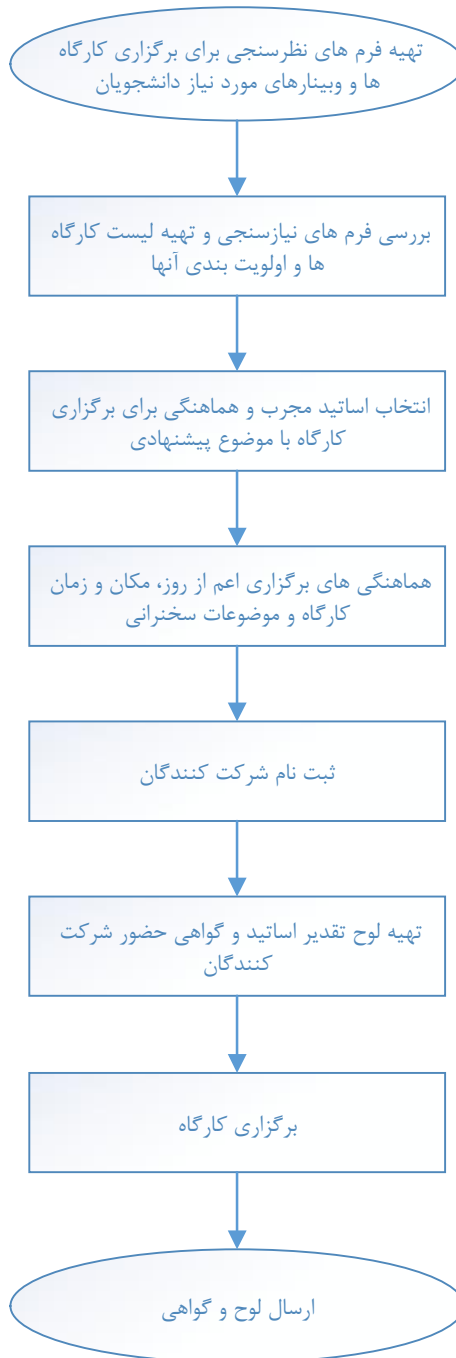 تهیه فرم های نظرسنجی برای برگزاری کارگاه
ها و وبینارهای مورد نیاز دانشجویان
بررسی فرم های نیازسنجی و تهیه لیست کارگاه
ها و اولویت بندی آنها
انتخاب اساتید مجرب و هماهنگی برای برگزاری
کارگاه با موضوع پیشنهادی
هماهنگی های برگزاری اعم از روز، مکان و زمان
کارگاه و موضوعات سخنرانی
ثبت نام شرکت کنندگان
تهیه لوح تقدیر اساتید و گواهی حضور شرکت
کنندگان
برگزاری کارگاه
ارسال لوح و گواهی